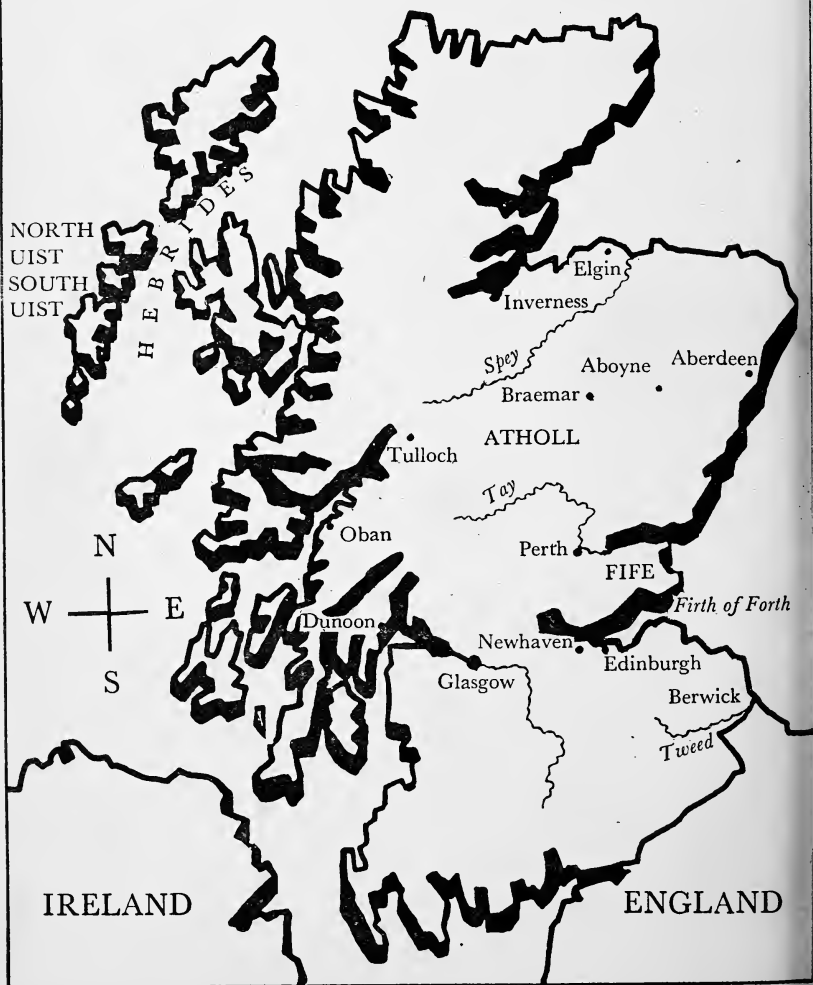 HEBRIDES
NORTH
UIST
SOUTH
UIST
Elgin
Inverness
Spey
Aboyne
Aberdeen
Braemar
Tulloch
ATHOLL
Tay
Oban
Perth
FIFE
N
W
E
S
Firth of Forth
Dunoon
Newhaven
Edinburgh
Glasgow
Berwick
Tweed
IRELAND
ENGLAND